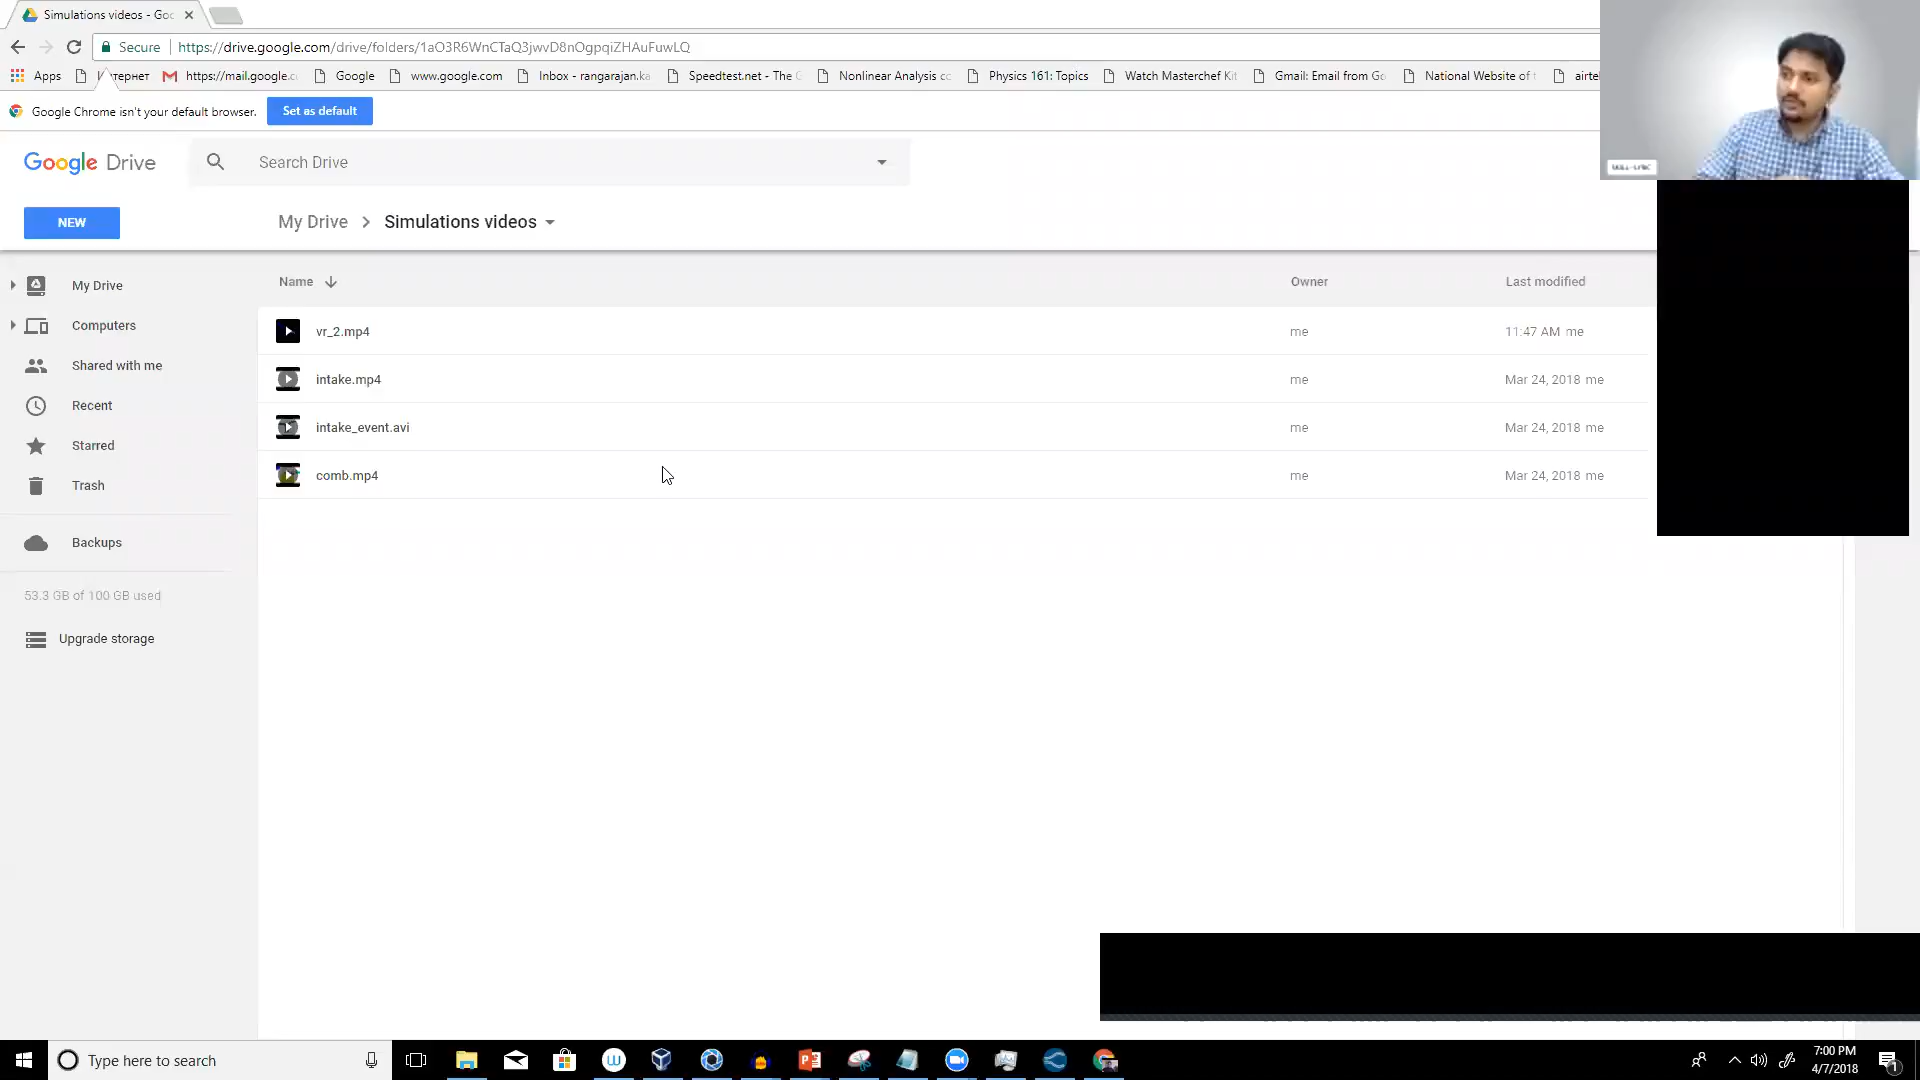 Simulations videos - Goo
Secure
https://drive.google.com/drive/folders/1aO3R6WnCTaQ3jwvD8nOgpqiZHAuFuwLQ
Apps
https://mail.google.c
Google
www.google.com
Inbox - rangarajan.ka
Speedtest.net - The
Nonlinear Analysis co
Physics 161: Topics
Watch Masterchef Kit
Gmail: Email from Go
National Website of
airte
Google Chrome isn't your default browser.
Set as default
Google Drive
Search Drive
NEW
My Drive > Simulations videos
Name
Owner
Last modified
My Drive
Computers
Shared with me
Recent
Starred
Trash
Backups
53.3 GB of 100 GB used
Upgrade storage
vr_2.mp4
me
11:47 AM me
intake.mp4
me
Mar 24, 2018 me
intake_event.avi
me
Mar 24, 2018 me
comb.mp4
me
Mar 24, 2018 me
Type here to search
7:00 PM
4/7/2018
1